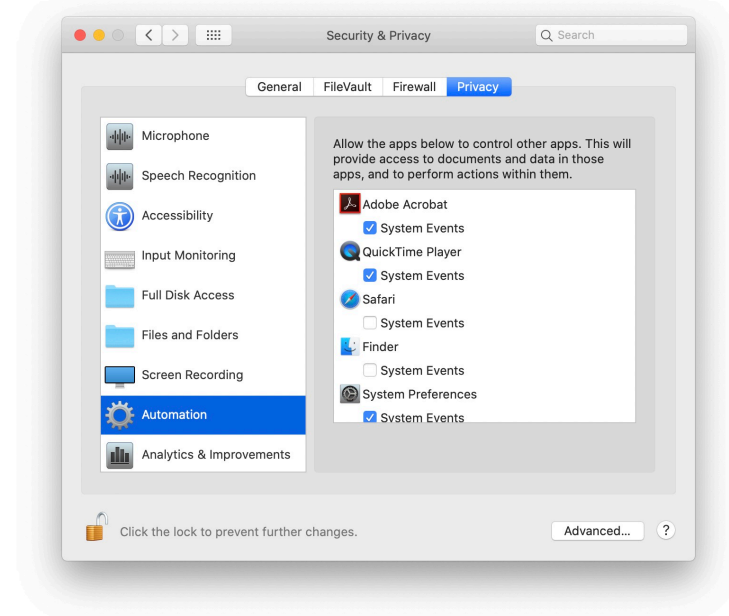 Security & Privacy
Search
General
FileVault
Firewall
Privacy
Microphone
Speech Recognition
Accessibility
Input Monitoring
Full Disk Access
Files and Folders
Screen Recording
Automation
Analytics & Improvements
Allow the apps below to control other apps. This will
provide access to documents and data in those
apps, and to perform actions within them.
Adobe Acrobat
System Events
QuickTime Player
System Events
Safari
System Events
Finder
System Events
System Preferences
System Events
Click the lock to prevent further changes.
Advanced...
?